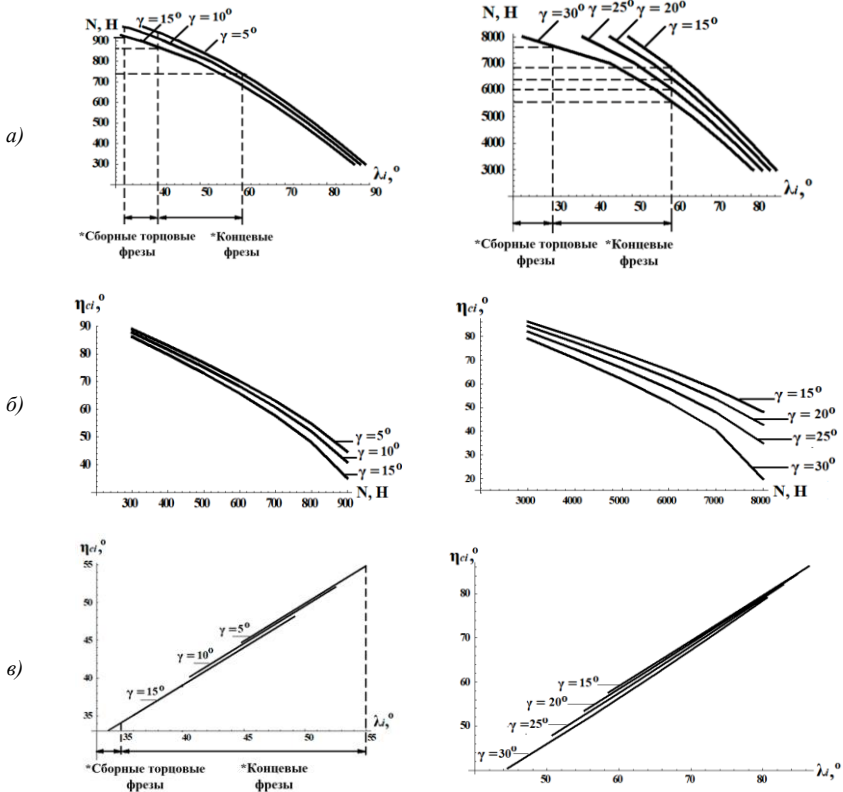 а)
N, H
γ = 15°
γ = 10°
γ = 5°
900
800
700
600
500
400
300
40
50
60
70
80
90
λi,°
*Сборные торцовые фрезы
*Концевые фрезы
N, H
γ = 30°
γ = 25°
γ = 20°
γ = 15°
8000
7000
6000
5000
4000
3000
30
40
50
60
70
80
λi,°
*Сборные торцовые фрезы
*Концевые фрезы
б)
ηci,°
90
80
70
60
50
40
γ = 5°
γ = 10°
γ = 15°
N, H
300
400
500
600
700
800
900
ηci,°
80
70
60
50
40
30
20
γ = 15°
γ = 20°
γ = 25°
γ = 30°
N, H
3000
4000
5000
6000
7000
8000
в)
ηci,°
55
50
45
40
35
γ = 5°
γ = 10°
γ = 15°
λi,°
35
40
45
50
55
*Сборные торцовые фрезы
*Концевые фрезы
ηci,°
80
70
60
50
40
γ = 15°
γ = 20°
γ = 25°
γ = 30°
50
60
70
80
λi,°